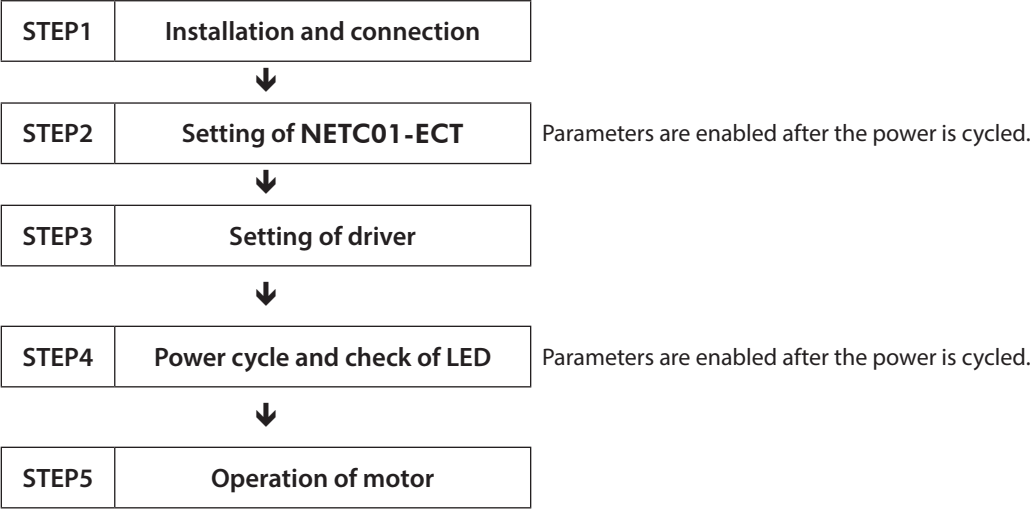 STEP1 Installation and connection
STEP2 Setting of NETC01-ECT Parameters are enabled after the power is cycled.
STEP3 Setting of driver
STEP4 Power cycle and check of LED Parameters are enabled after the power is cycled.
STEP5 Operation of motor